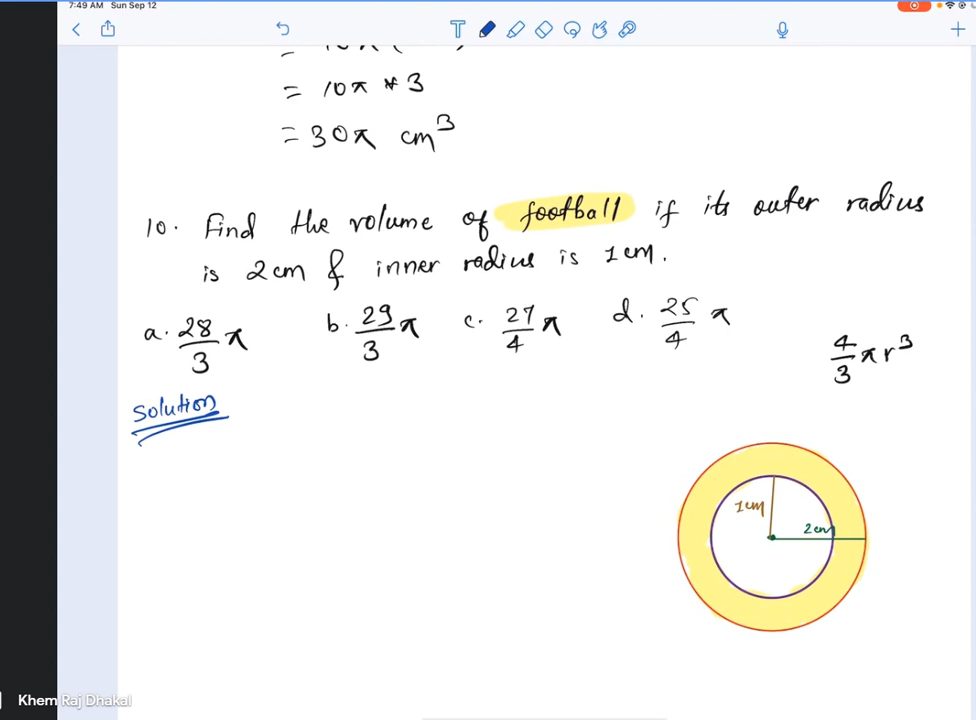 7:49 AM Sun Sep 12
= 10π * 3
= 30π cm³
10. Find the volume of football if its outer radius
is 2cm & inner radius is 1cm.
a. 28/3 π b. 29/3 π c. 27/4 π d. 25/4 π
4/3 πr³
Solution
1cm
2cm
Khem Raj Dhakal